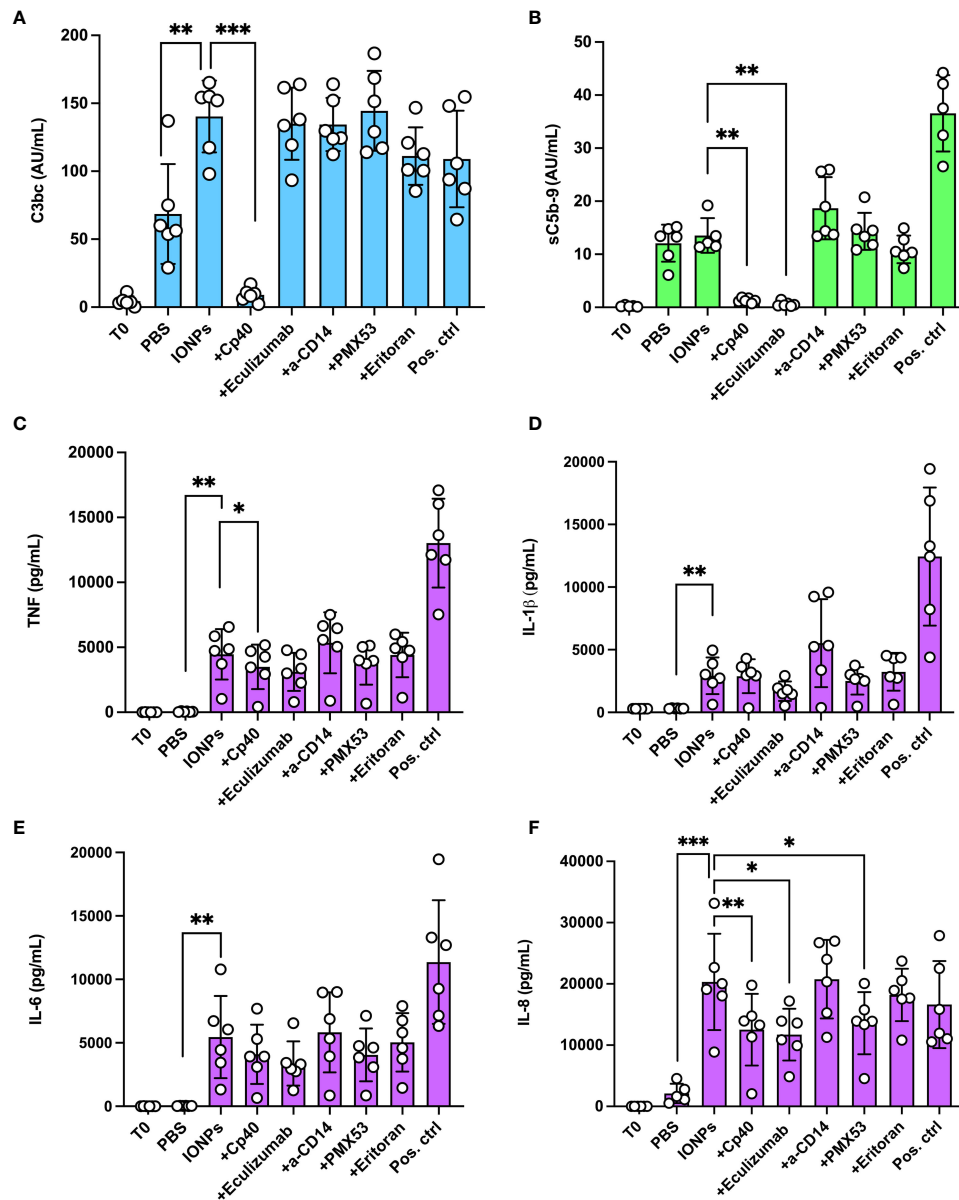 A
C3bc (AU/mL)
200
150
100
50
0
** ***
T0 PBS IONPs +Cp40 +Eculizumab +a-CD14 +PMX53 +Eritoran Pos. ctrl
B
sC5b-9 (AU/mL)
50
40
30
20
10
0
**
**
T0 PBS IONPs +Cp40 +Eculizumab +a-CD14 +PMX53 +Eritoran Pos. ctrl
C
TNF (pg/mL)
20000
15000
10000
5000
0
**
*
T0 PBS IONPs +Cp40 +Eculizumab +a-CD14 +PMX53 +Eritoran Pos. ctrl
D
IL-1β (pg/mL)
20000
15000
10000
5000
0
**
T0 PBS IONPs +Cp40 +Eculizumab +a-CD14 +PMX53 +Eritoran Pos. ctrl
E
IL-6 (pg/mL)
20000
15000
10000
5000
0
**
T0 PBS IONPs +Cp40 +Eculizumab +a-CD14 +PMX53 +Eritoran Pos. ctrl
F
IL-8 (pg/mL)
40000
30000
20000
10000
0
*** *
*
**
T0 PBS IONPs +Cp40 +Eculizumab +a-CD14 +PMX53 +Eritoran Pos. ctrl